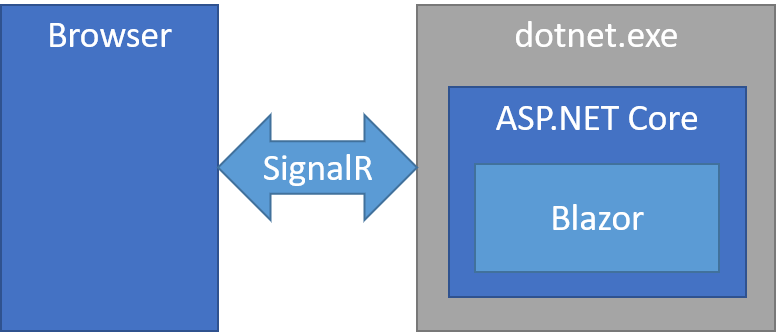 Browser
dotnet.exe
ASP.NET Core
SignalR
Blazor